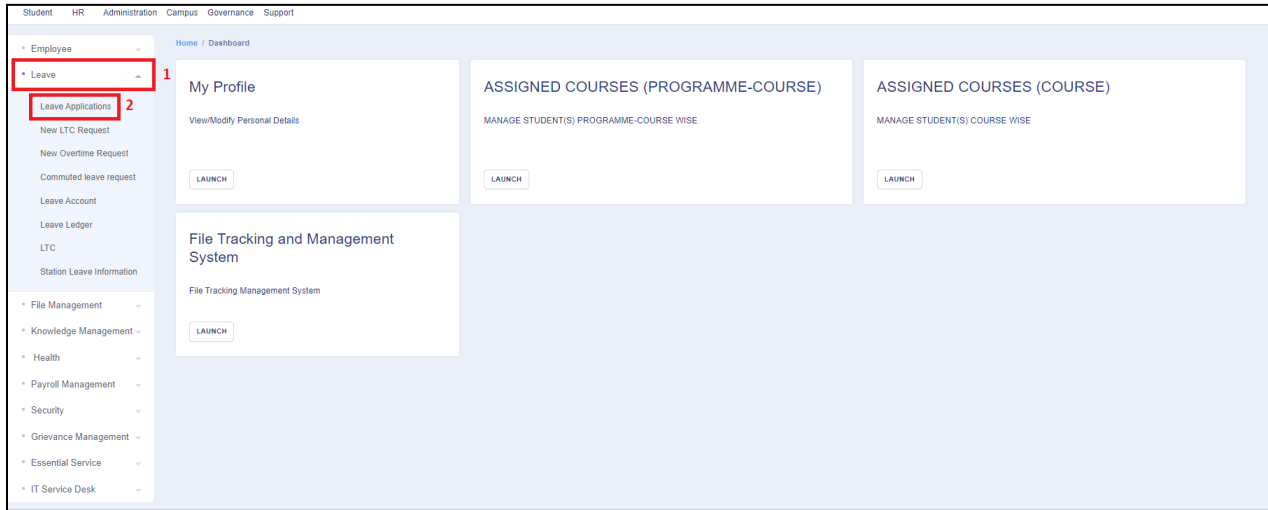 Student HR Administration Campus Governance Support
Employee
Leave 1
Leave Applications 2
New LTC Request
New Overtime Request
Commuted leave request
Leave Account
Leave Ledger
LTC
Station Leave Information
File Management
Knowledge Management
Health
Payroll Management
Security
Grievance Management
Essential Service
IT Service Desk
Home / Dashboard
My Profile
View/Modify Personal Details
LAUNCH
ASSIGNED COURSES (PROGRAMME-COURSE)
MANAGE STUDENT(S) PROGRAMME-COURSE WISE
LAUNCH
ASSIGNED COURSES (COURSE)
MANAGE STUDENT(S) COURSE WISE
LAUNCH
File Tracking and Management
System
File Tracking Management System
LAUNCH